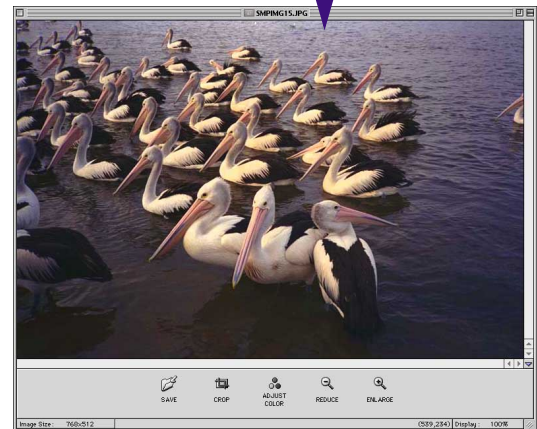 SMPIMG15.JPG
SAVE
CROP
ADJUST
COLOR
REDUCE
ENLARGE
Image Size: 768x512
(539,234) Display: 100%